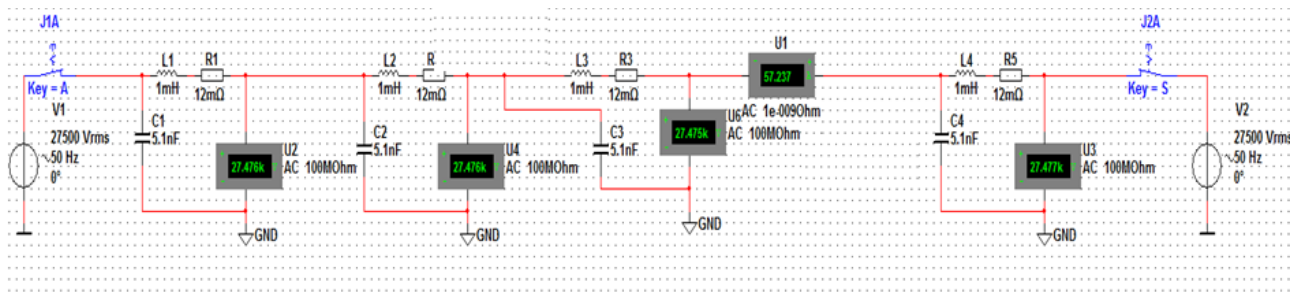 J1A
Key = A
V1
27500 Vrms
50 Hz
0°
L1
1mH
R1
12mΩ
C1
5.1nF
27.476k
U2
AC 100MOhm
GND
L2
1mH
R
12mΩ
C2
5.1nF
27.476k
U4
AC 100MOhm
GND
L3
1mH
R3
12mΩ
C3
5.1nF
U1
57.237
AC 1e-009Ohm
27.475k
U6
AC 100MOhm
GND
L4
1mH
R5
12mΩ
C4
5.1nF
27.477k
U3
AC 100MOhm
GND
J2A
Key = S
V2
27500 Vrms
50 Hz
0°